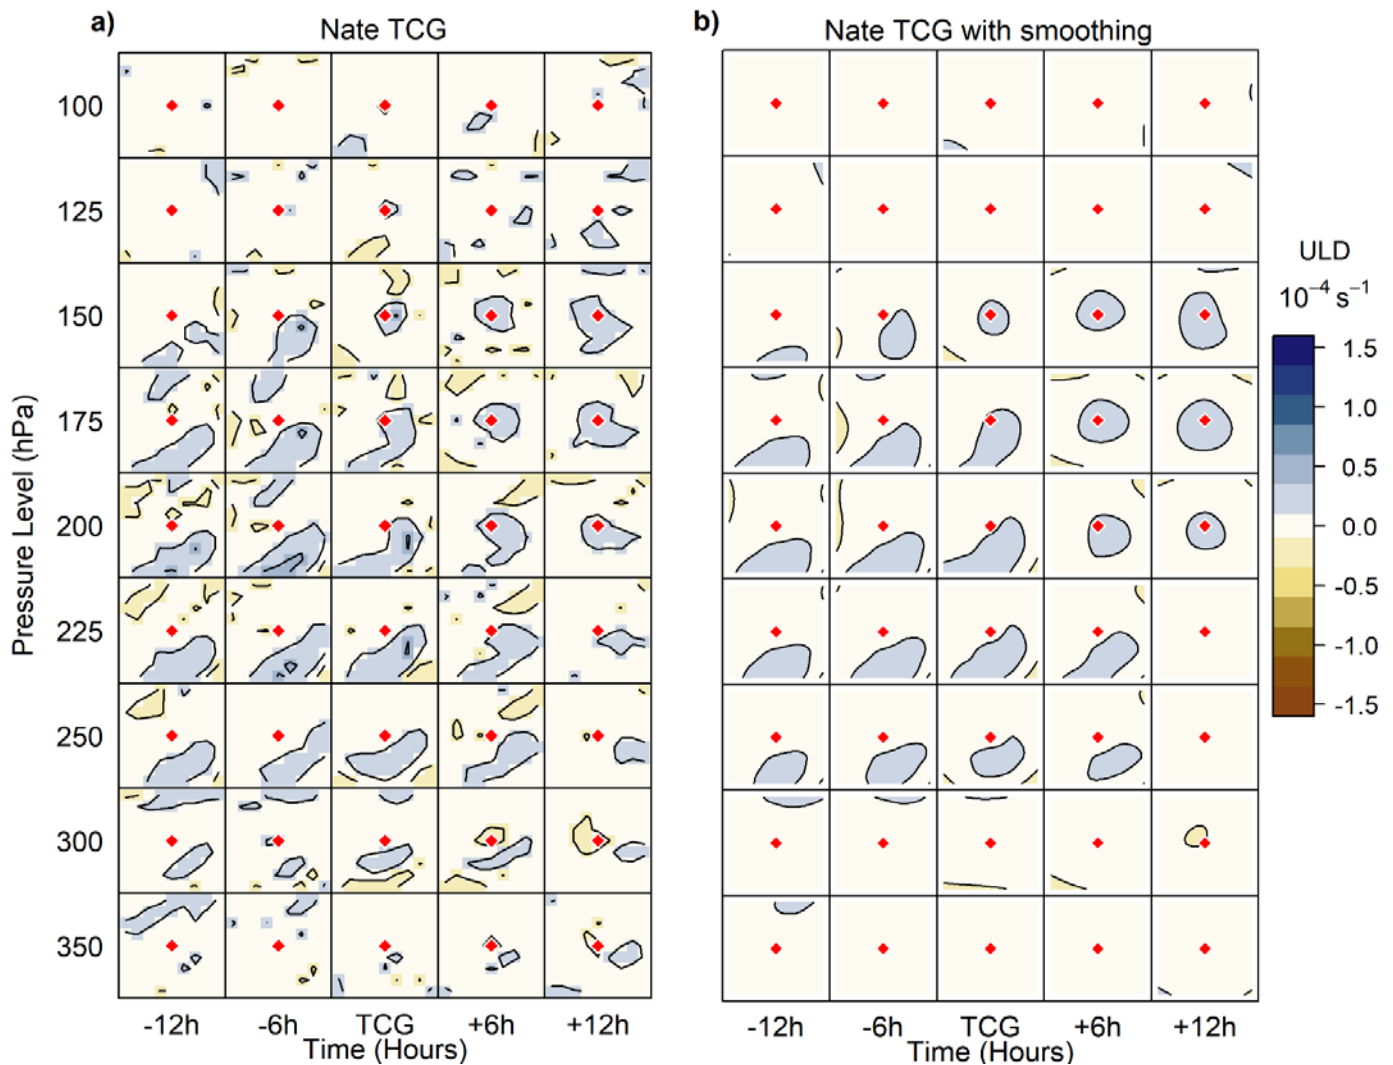 a)
Nate TCG
b)
Nate TCG with smoothing
Pressure Level (hPa)
100
125
150
175
200
225
250
300
350
-12h -6h TCG +6h +12h
Time (Hours)
-12h -6h TCG +6h +12h
Time (Hours)
ULD
10⁻⁴ s⁻¹
1.5
1.0
0.5
0.0
-0.5
-1.0
-1.5